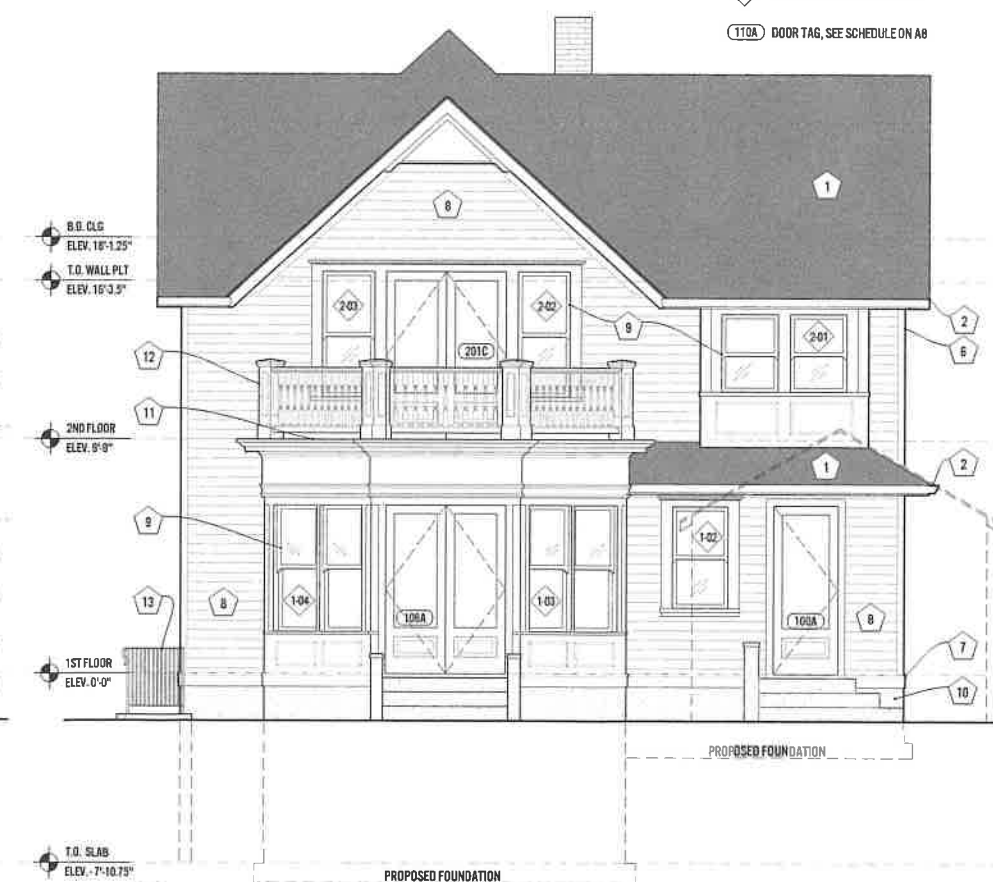 110A DOOR TAG, SEE SCHEDULE ON A8
1
8
B.O. CLG
ELEV. 18'-1.25"
T.O. WALL PLT
ELEV. 16'-3.5"
2-03
2-02
9
2-01
2
6
201C
12
11
2ND FLOOR
ELEV. 9'-9"
1
2
9
1-02
13
8
1-04
106A
1-03
100A
8
7
1ST FLOOR
ELEV. 0'-0"
10
PROPOSED FOUNDATION
T.O. SLAB
ELEV. -7'-10.75"
PROPOSED FOUNDATION